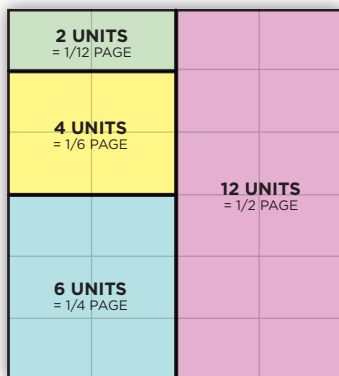 2 UNITS
= 1/12 PAGE
4 UNITS
= 1/6 PAGE
12 UNITS
= 1/2 PAGE
6 UNITS
= 1/4 PAGE